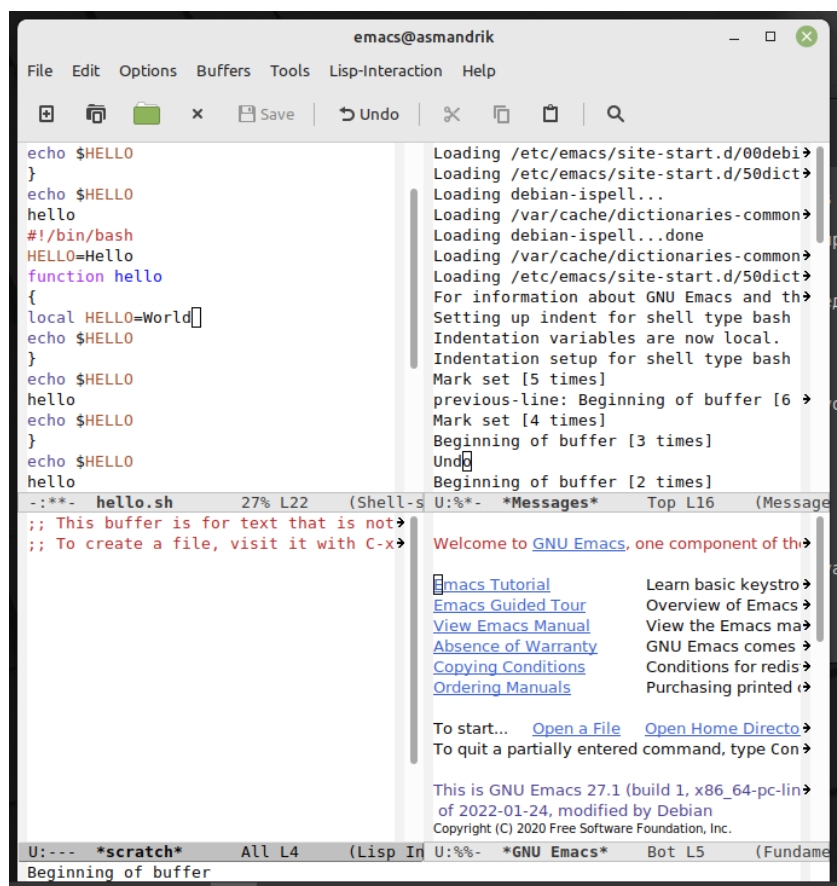 emacs@asmandrik
File Edit Options Buffers Tools Lisp-Interaction Help
Save Undo
echo $HELLO
}
echo $HELLO
hello
#!/bin/bash
HELLO=Hello
function hello
{
local HELLO=World
echo $HELLO
}
echo $HELLO
hello
echo $HELLO
}
echo $HELLO
hello
-:**- hello.sh 27% L22 (Shell-s
Loading /etc/emacs/site-start.d/00debi
Loading /etc/emacs/site-start.d/50dict
Loading debian-ispell...
Loading /var/cache/dictionaries-common
Loading debian-ispell...done
Loading /var/cache/dictionaries-common
Loading /etc/emacs/site-start.d/50dict
For information about GNU Emacs and th
Setting up indent for shell type bash
Indentation variables are now local.
Indentation setup for shell type bash
Mark set [5 times]
previous-line: Beginning of buffer [6
Mark set [4 times]
Beginning of buffer [3 times]
Undo
Beginning of buffer [2 times]
U:%*- *Messages* Top L16 (Message
;; This buffer is for text that is not
;; To create a file, visit it with C-x
U:--- *scratch* All L4 (Lisp In
Welcome to GNU Emacs, one component of the
Emacs Tutorial Learn basic keystro
Emacs Guided Tour Overview of Emacs
View Emacs Manual View the Emacs ma
Absence of Warranty GNU Emacs comes
Copying Conditions Conditions for redis
Ordering Manuals Purchasing printed
To start... Open a File Open Home Directo
To quit a partially entered command, type Con
This is GNU Emacs 27.1 (build 1, x86_64-pc-lin
of 2022-01-24, modified by Debian
Copyright (C) 2020 Free Software Foundation, Inc.
U:%%- *GNU Emacs* Bot L5 (Fundame
Beginning of buffer